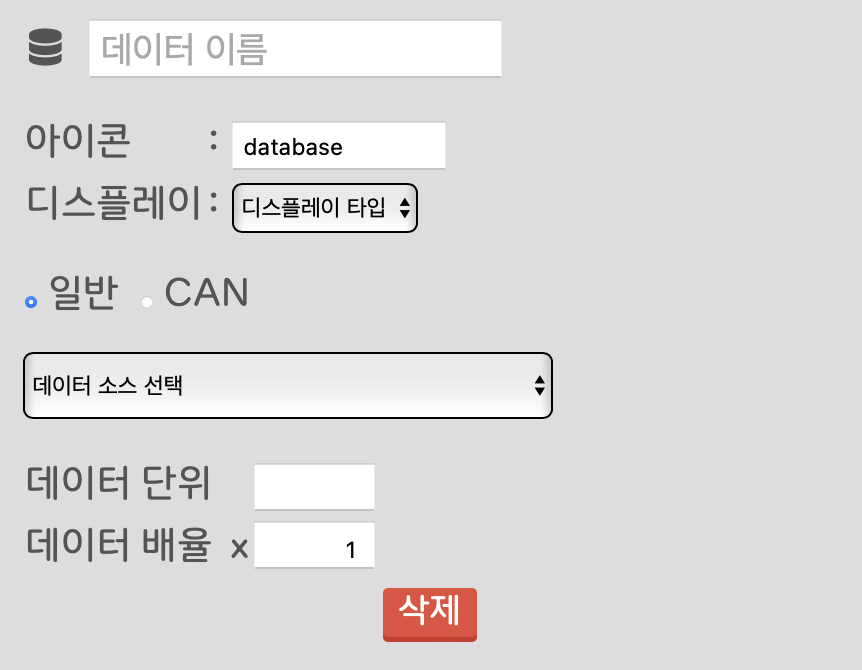 데이터 이름
아이콘 : database
디스플레이 : 디스플레이 타입
일반 CAN
데이터 소스 선택
데이터 단위
데이터 배율 x 1
삭제